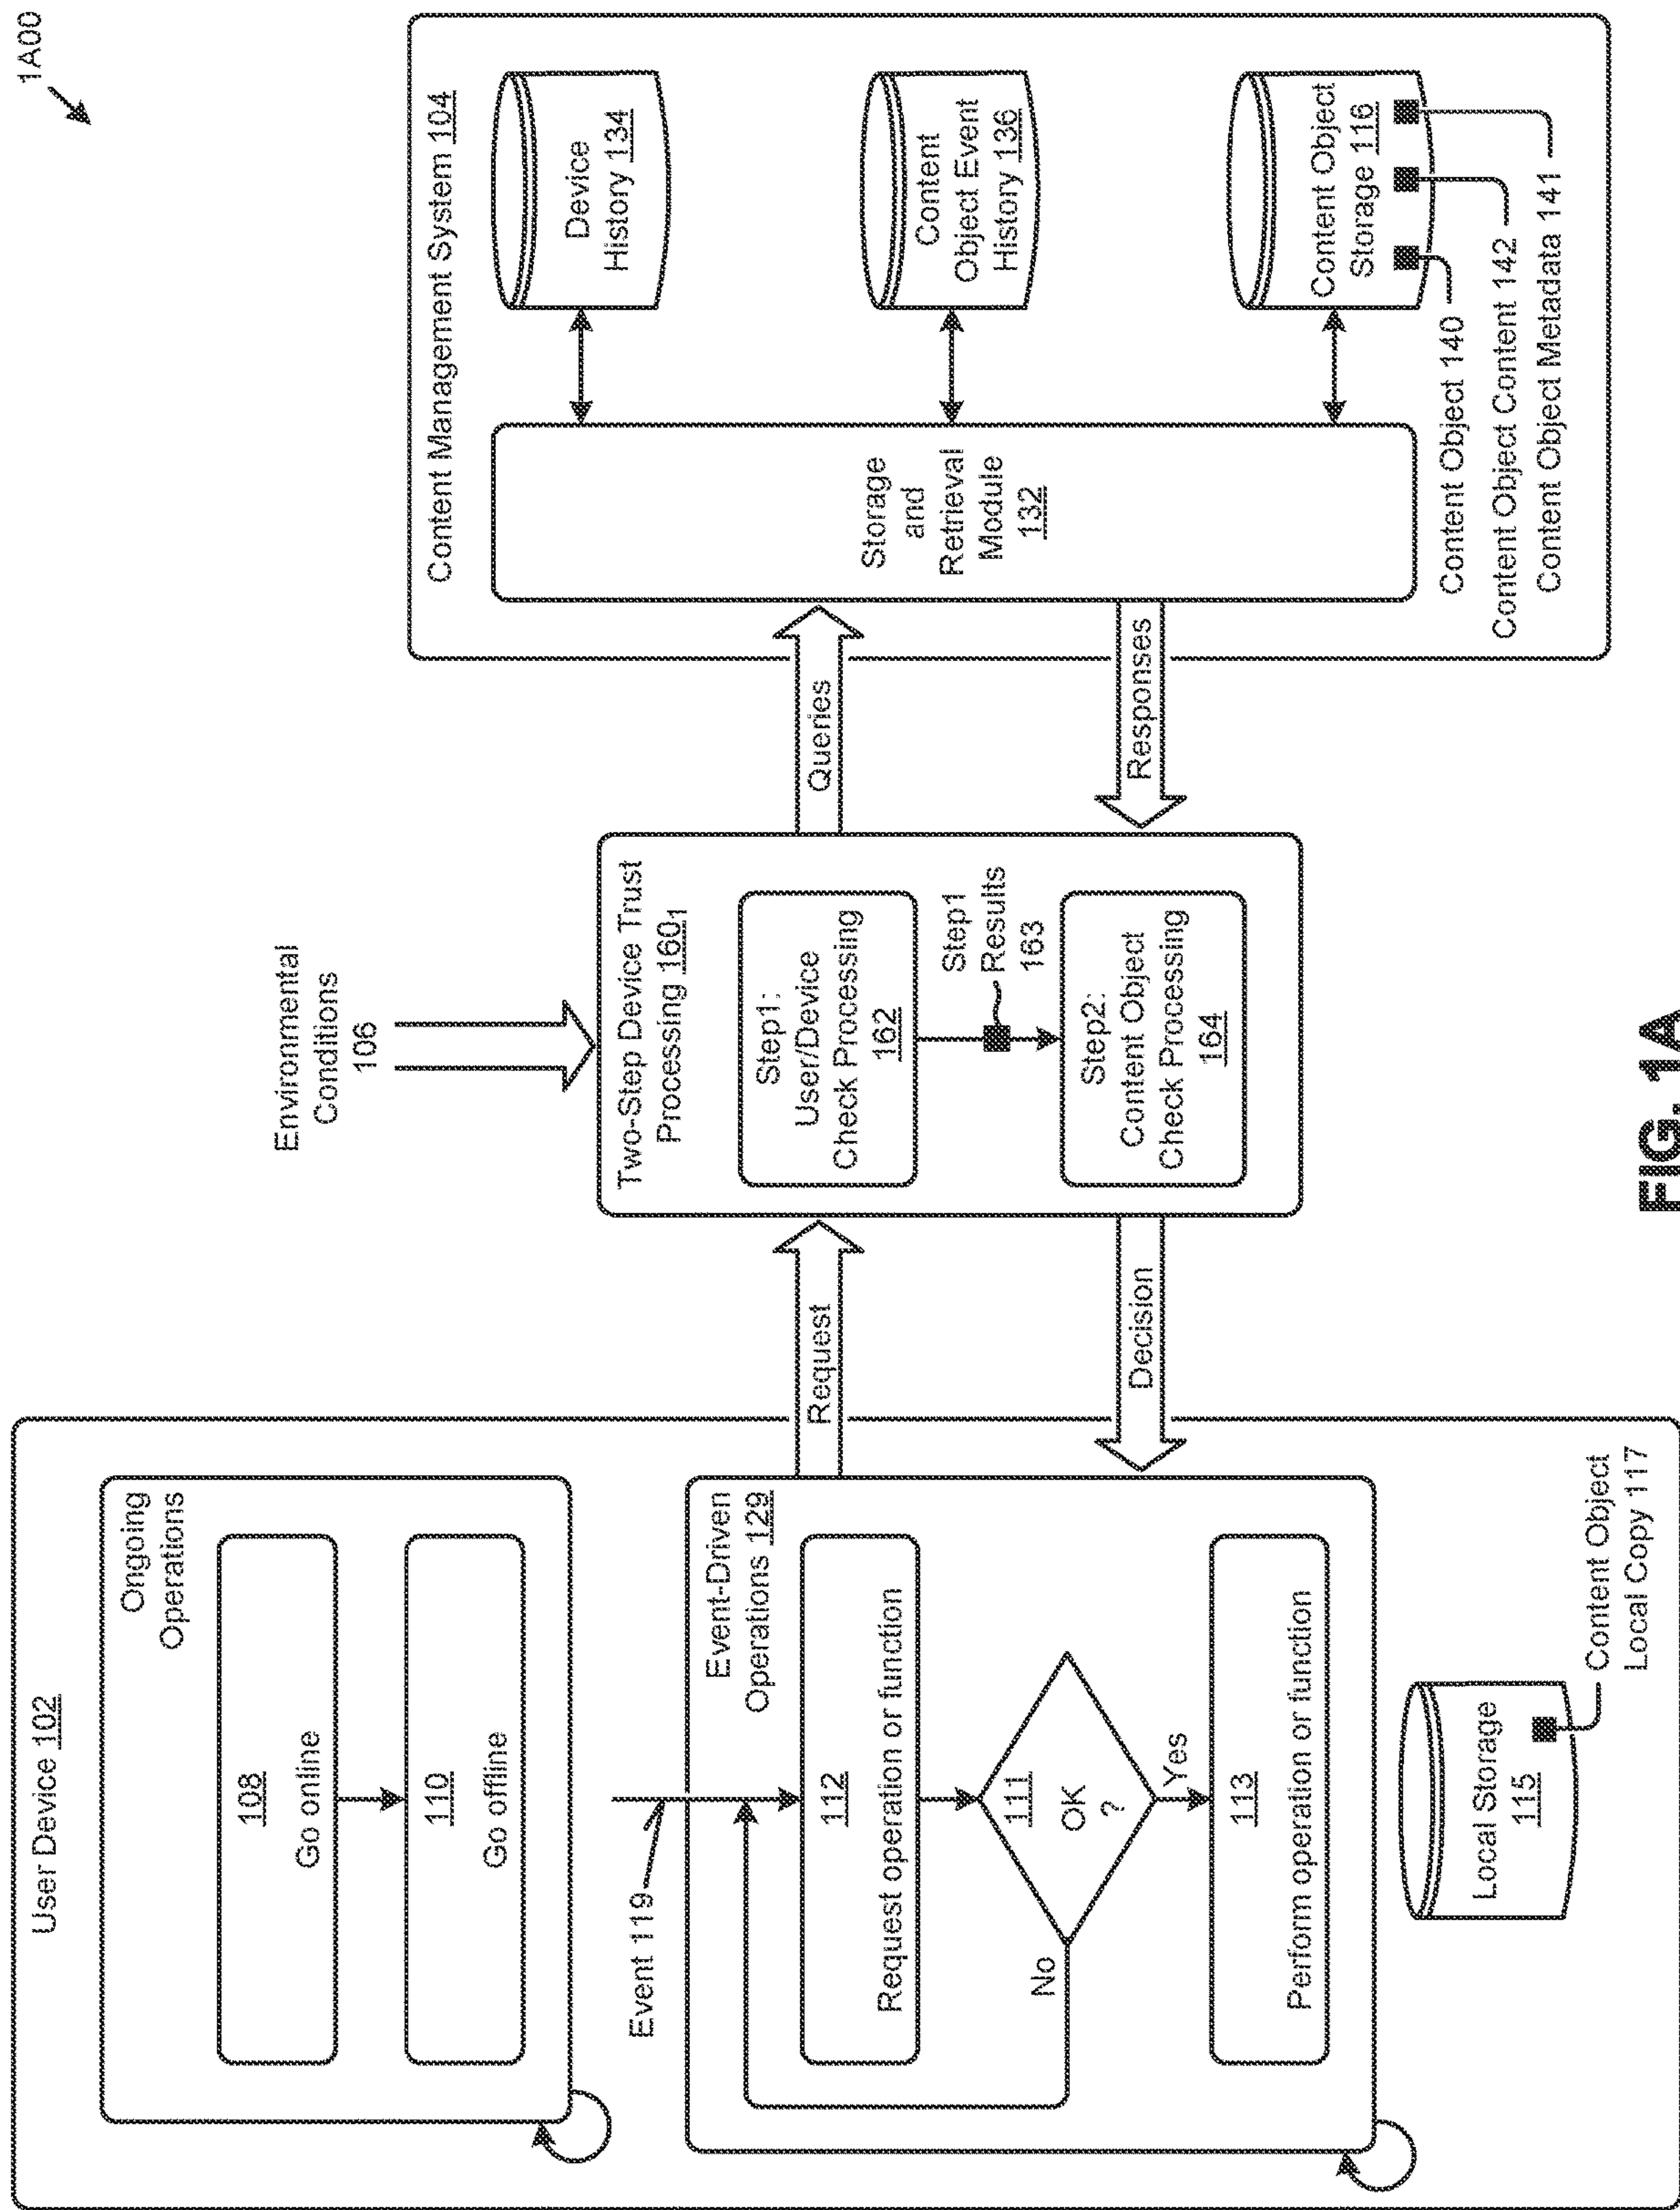 1A00
User Device 102
Ongoing
Operations
108
Go online
110
Go offline
Event 119
Event-Driven
Operations 129
112
Request operation or function
111
OK
?
No
Yes
113
Perform operation or function
Local Storage
115
Content Object
Local Copy 117
Request
Decision
Environmental
Conditions
106
Two-Step Device Trust
Processing 160₁
Step1:
User/Device
Check Processing
162
Step1
Results
163
Step2:
Content Object
Check Processing
164
Queries
Responses
Content Management System 104
Storage
and
Retrieval
Module
132
Device
History 134
Content
Object Event
History 136
Content Object
Storage 116
Content Object 140
Content Object Content 142
Content Object Metadata 141
FIG. 1A